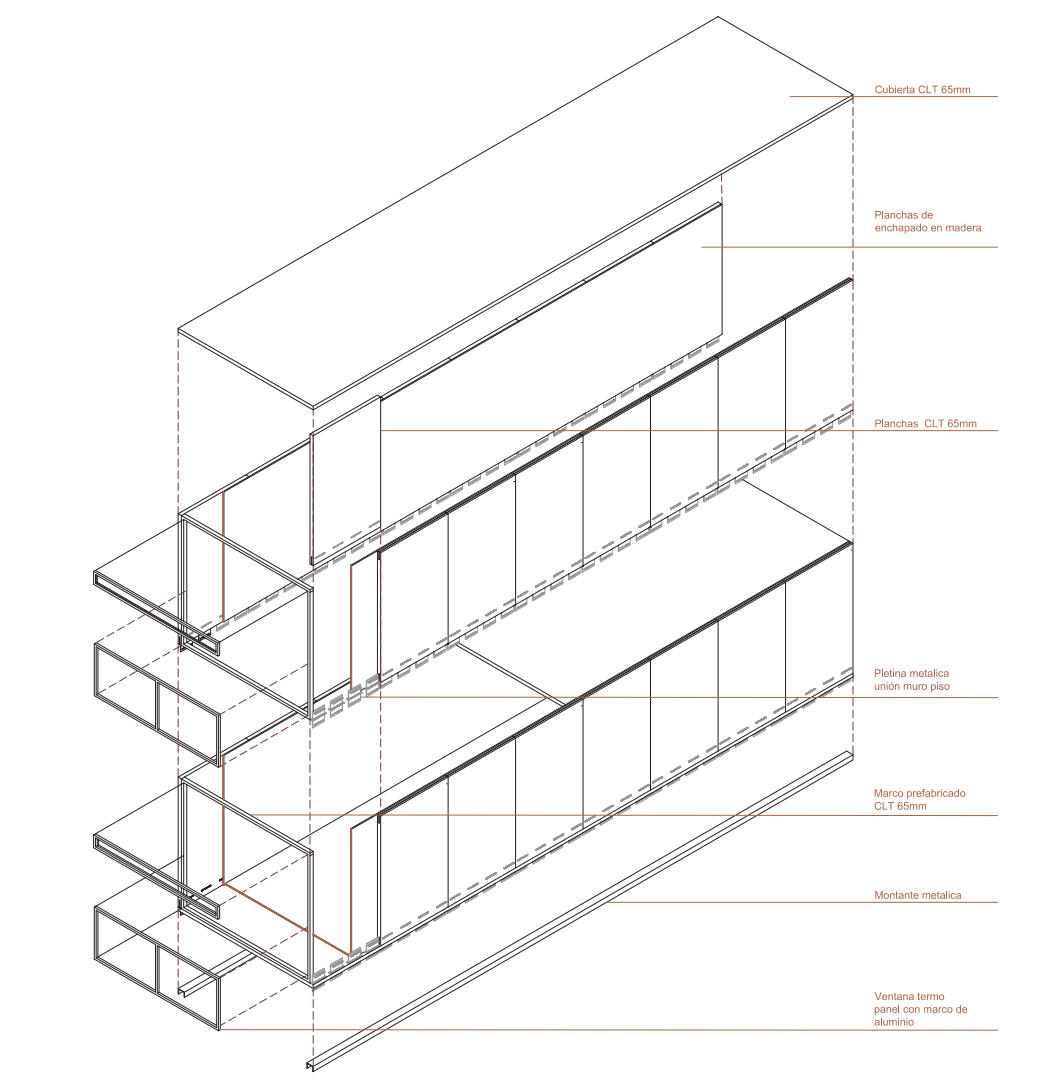 Cubierta CLT 65mm
Planchas de
enchapado en madera
Planchas CLT 65mm
Pletina metalica
unión muro piso
Marco prefabricado
CLT 65mm
Montante metalica
Ventana termo
panel con marco de
aluminio